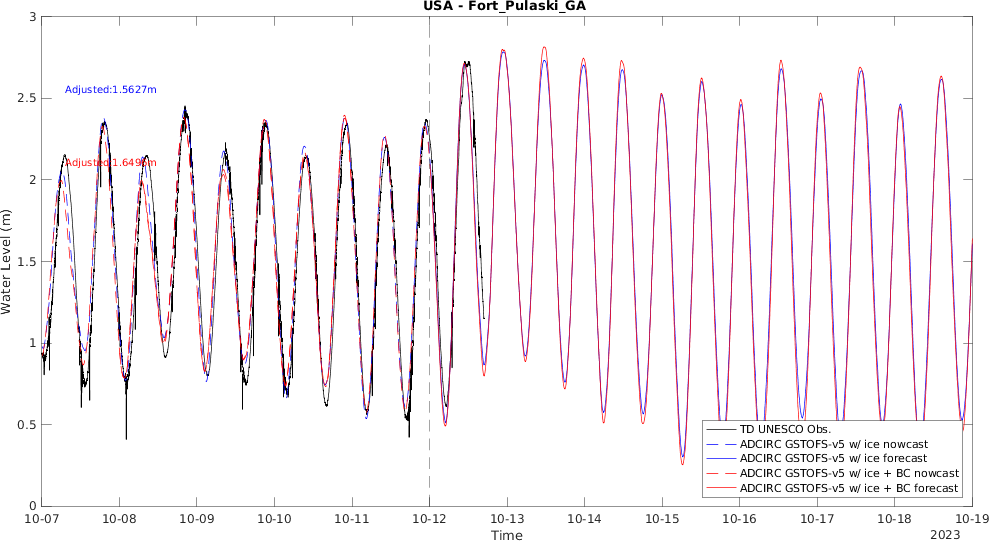 USA - Fort_Pulaski_GA
3
2.5
2
1.5
1
0.5
0
Water Level (m)
Adjusted:1.5627m
Adjusted:1.6496m
TD UNESCO Obs.
ADCIRC GSTOFS-v5 w/ ice nowcast
ADCIRC GSTOFS-v5 w/ ice forecast
ADCIRC GSTOFS-v5 w/ ice + BC nowcast
ADCIRC GSTOFS-v5 w/ ice + BC forecast
10-07 10-08 10-09 10-10 10-11 10-12 10-13 10-14 10-15 10-16 10-17 10-18 10-19
Time
2023